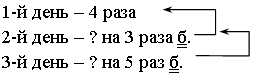 1-й день – 4 раза
2-й день – ? на 3 раза б.
3-й день – ? на 5 раз б.